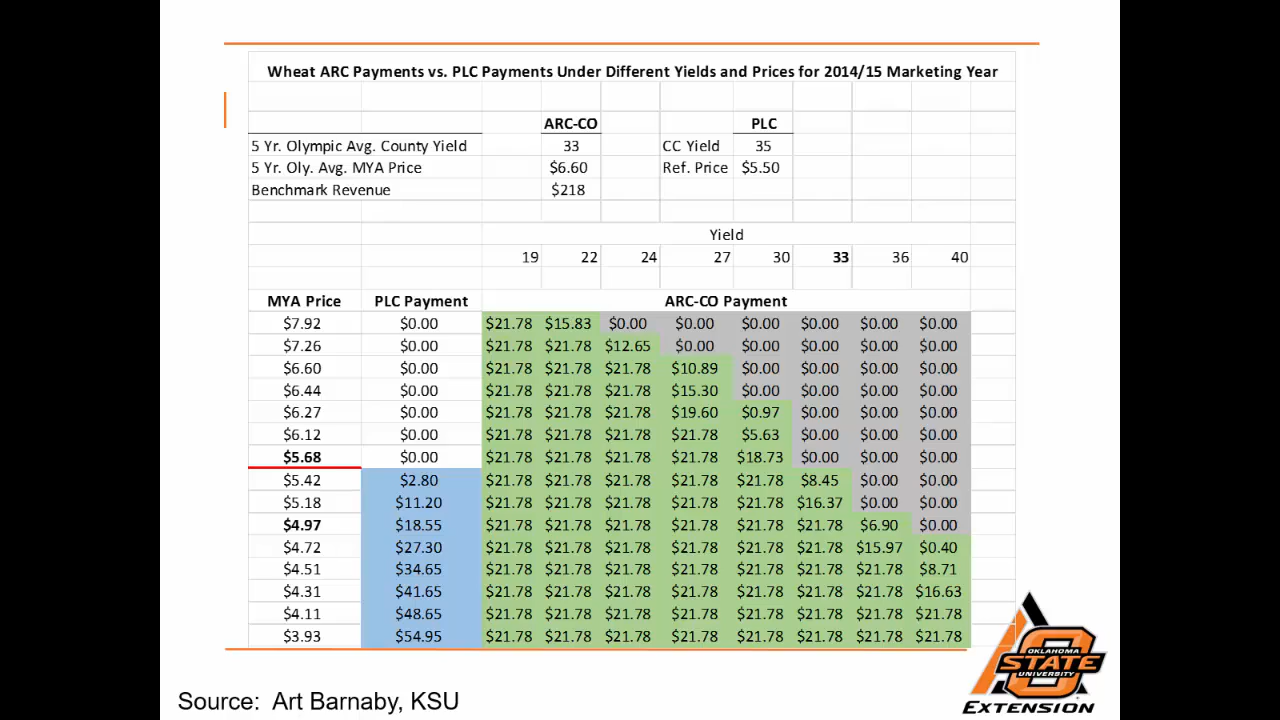 Wheat ARC Payments vs. PLC Payments Under Different Yields and Prices for 2014/15 Marketing Year
ARC-CO PLC
5 Yr. Olympic Avg. County Yield 33 CC Yield 35
5 Yr. Oly. Avg. MYA Price $6.60 Ref. Price $5.50
Benchmark Revenue $218
Yield
19 22 24 27 30 33 36 40
MYA Price PLC Payment ARC-CO Payment
$7.92 $0.00 $21.78 $15.83 $0.00 $0.00 $0.00 $0.00 $0.00 $0.00
$7.26 $0.00 $21.78 $21.78 $12.65 $0.00 $0.00 $0.00 $0.00 $0.00
$6.60 $0.00 $21.78 $21.78 $21.78 $10.89 $0.00 $0.00 $0.00 $0.00
$6.44 $0.00 $21.78 $21.78 $21.78 $15.30 $0.00 $0.00 $0.00 $0.00
$6.27 $0.00 $21.78 $21.78 $21.78 $19.60 $0.97 $0.00 $0.00 $0.00
$6.12 $0.00 $21.78 $21.78 $21.78 $21.78 $5.63 $0.00 $0.00 $0.00
$5.68 $0.00 $21.78 $21.78 $21.78 $21.78 $18.73 $0.00 $0.00 $0.00
$5.42 $2.80 $21.78 $21.78 $21.78 $21.78 $21.78 $8.45 $0.00 $0.00
$5.18 $11.20 $21.78 $21.78 $21.78 $21.78 $21.78 $16.37 $0.00 $0.00
$4.97 $18.55 $21.78 $21.78 $21.78 $21.78 $21.78 $21.78 $6.90 $0.00
$4.72 $27.30 $21.78 $21.78 $21.78 $21.78 $21.78 $21.78 $15.97 $0.40
$4.51 $34.65 $21.78 $21.78 $21.78 $21.78 $21.78 $21.78 $21.78 $8.71
$4.31 $41.65 $21.78 $21.78 $21.78 $21.78 $21.78 $21.78 $21.78 $16.63
$4.11 $48.65 $21.78 $21.78 $21.78 $21.78 $21.78 $21.78 $21.78 $21.78
$3.93 $54.95 $21.78 $21.78 $21.78 $21.78 $21.78 $21.78 $21.78 $21.78
OKLAHOMA
STATE
UNIVERSITY
EXTENSION
Source: Art Barnaby, KSU